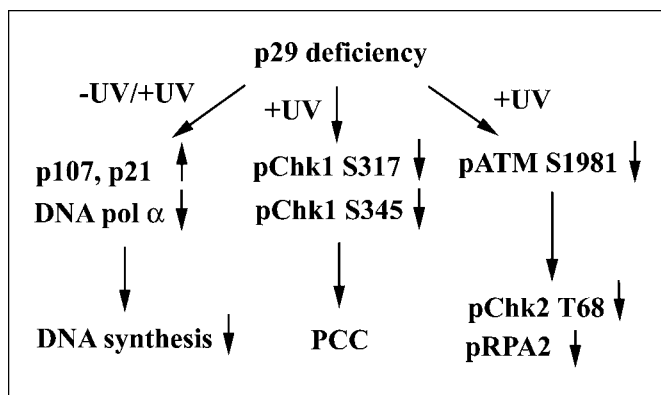 p29 deficiency
-UV/+UV
+UV
+UV
p107, p21
DNA pol α
pChk1 S317
pChk1 S345
pATM S1981
DNA synthesis
PCC
pChk2 T68
pRPA2